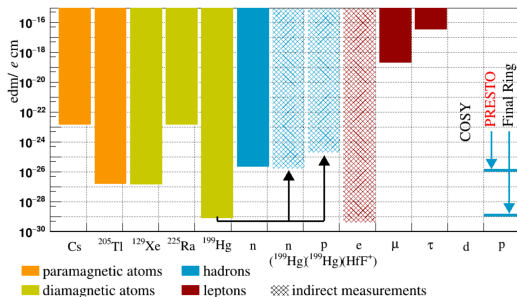 edm/ e cm
10⁻¹⁶
10⁻¹⁸
10⁻²⁰
10⁻²²
10⁻²⁴
10⁻²⁶
10⁻²⁸
10⁻³⁰
COSY
PRESTO
Final Ring
Cs ²⁰⁵Tl ¹²⁹Xe ²²⁵Ra ¹⁹⁹Hg n n p e μ τ d p
(¹⁹⁹Hg)(¹⁹⁹Hg)(HfF⁺)
paramagnetic atoms hadrons
diamagnetic atoms leptons indirect measurements